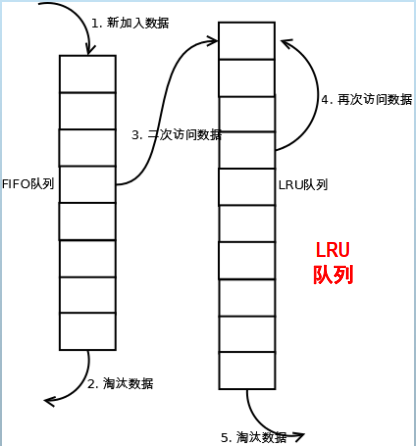 1. 新加入数据
FIFO队列
2. 淘汰数据
3. 二次访问数据
4. 再次访问数据
LRU队列
5. 淘汰数据
LRU
队列